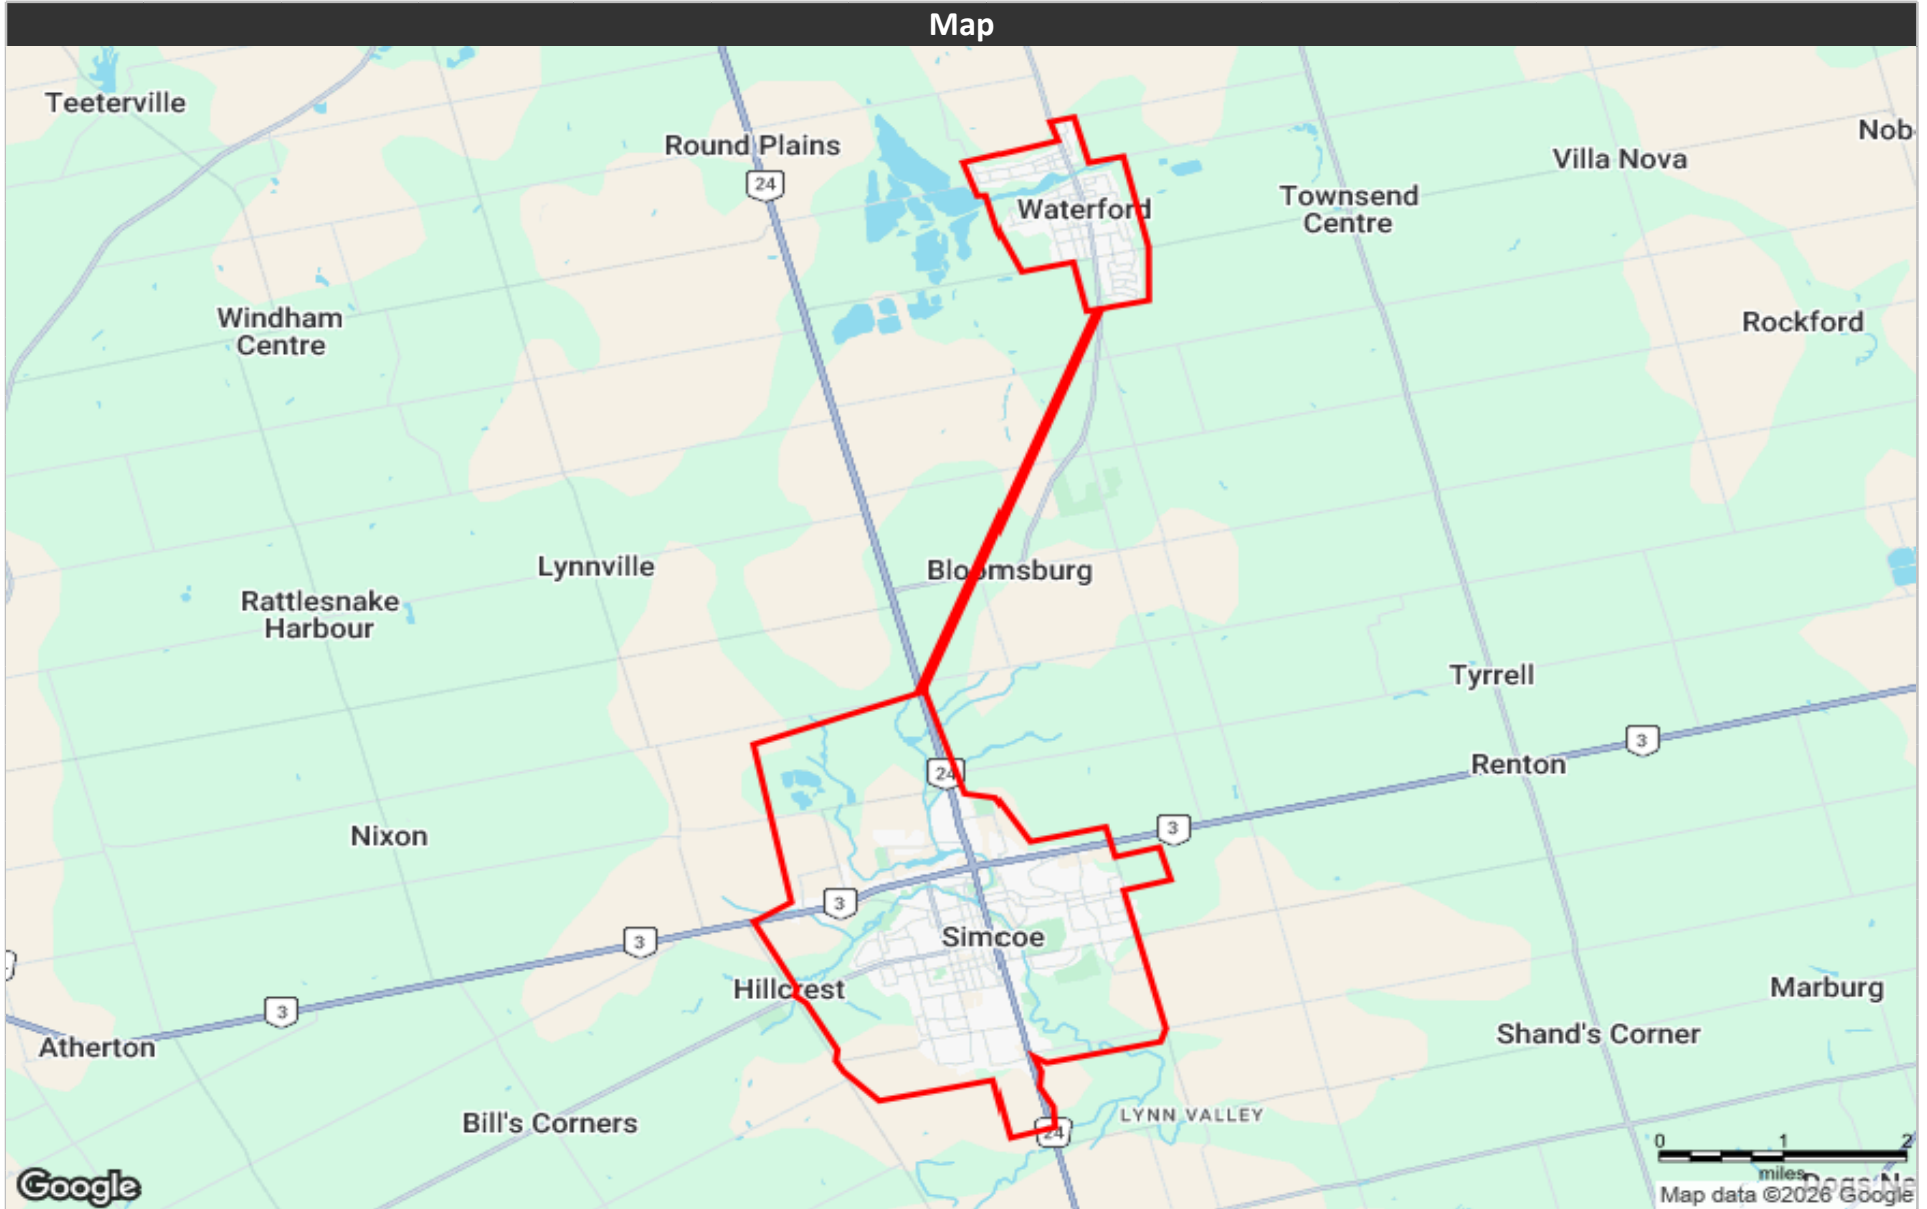 Map
Teeterville
Round Plains
24
Waterford
Villa Nova
Nob
Townsend
Centre
Windham
Centre
Rockford
Lynnville
Bloomsburg
Rattlesnake
Harbour
Tyrrell
3
Renton
24
3
Nixon
3
3
Simcoe
Hillcrest
3
Marburg
Atherton
Shand's Corner
Bill's Corners
LYNN VALLEY
24
0 1 2
miles
Google
Map data ©2026 Google